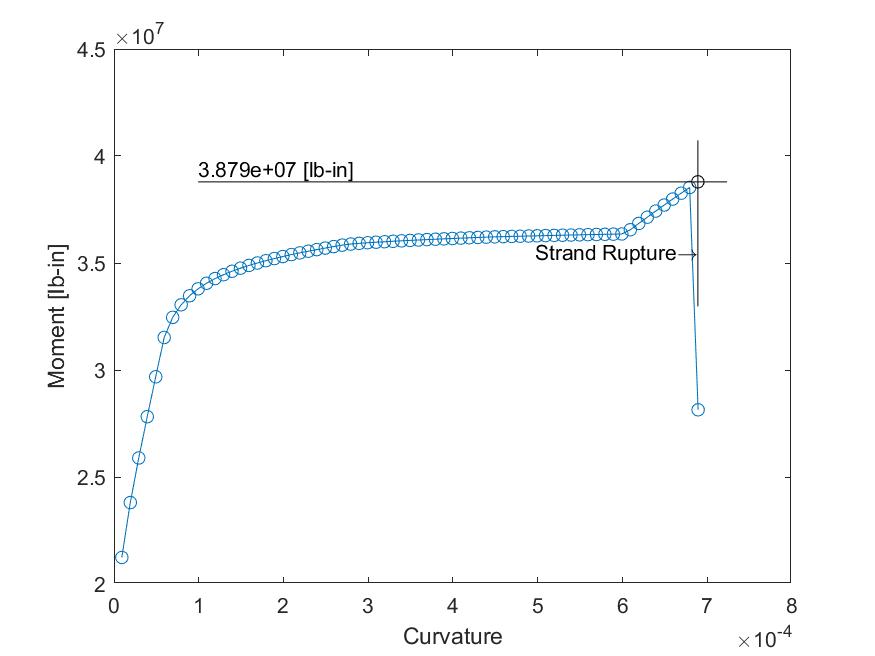 ×10^7
4.5
4
3.5
3
2.5
2
Moment [lb-in]
3.879e+07 [lb-in]
Strand Rupture→
0 1 2 3 4 5 6 7 8
Curvature
×10^-4